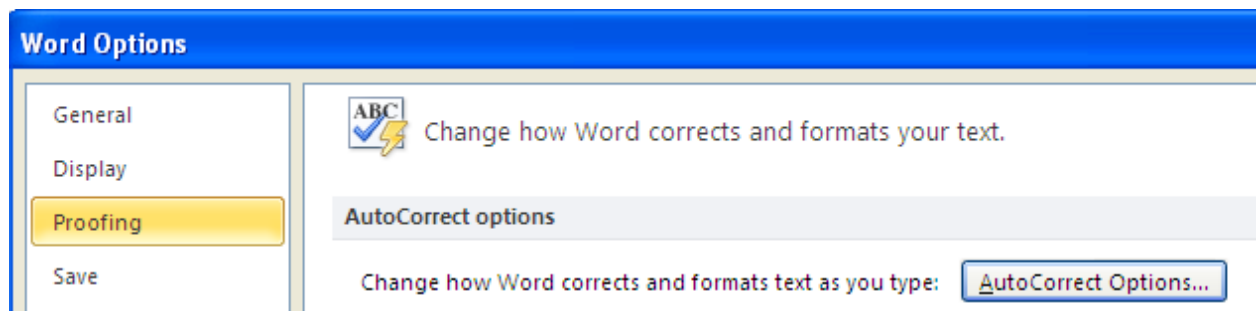 Word Options
General
Display
Proofing
Save
ABC
Change how Word corrects and formats your text.
AutoCorrect options
Change how Word corrects and formats text as you type:
AutoCorrect Options...